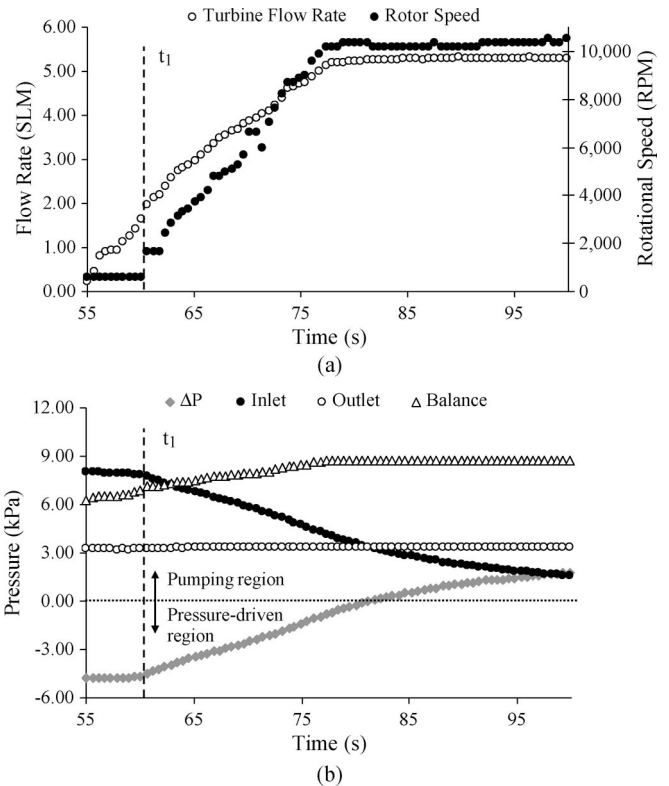 (a)
Turbine Flow Rate Rotor Speed
Flow Rate (SLM)
6.00
5.00
4.00
3.00
2.00
1.00
0.00
t1
10,000
8,000
6,000
4,000
2,000
0
Rotational Speed (RPM)
55 65 75 85 95
Time (s)
(a)
ΔP Inlet Outlet Balance
Pressure (kPa)
12.00
9.00
6.00
3.00
0.00
-3.00
-6.00
t1
Pumping region
Pressure-driven
region
55 65 75 85 95
Time (s)
(b)